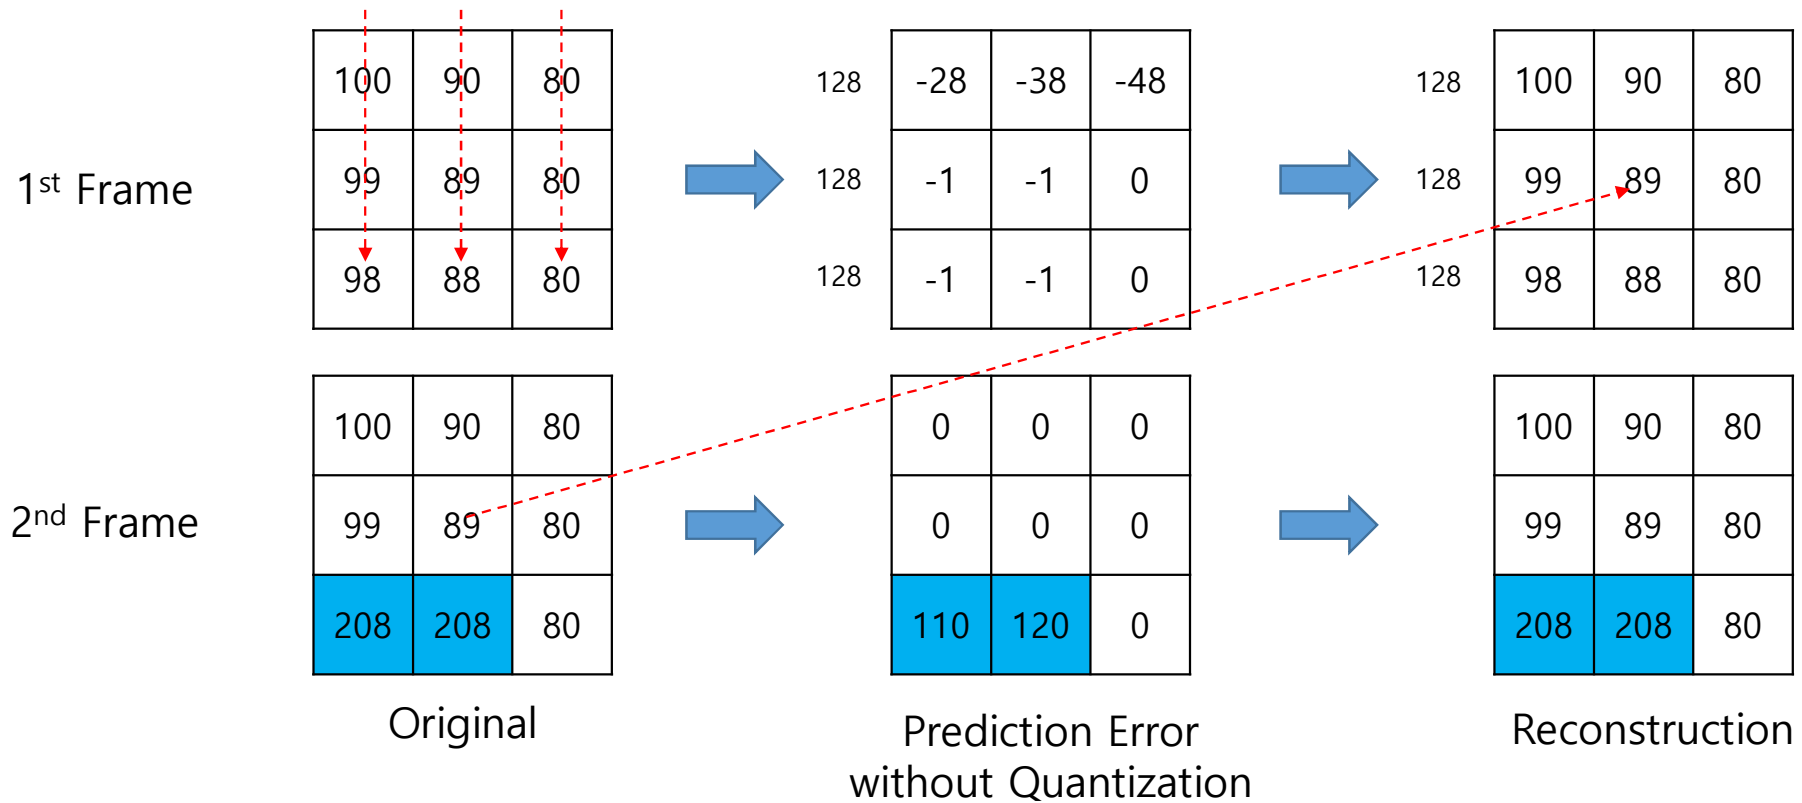 100 90 80 128 -28 -38 -48 128 100 90 80
1st Frame 99 89 80 128 -1 -1 0 128 99 89 80
98 88 80 128 -1 -1 0 128 98 88 80
100 90 80 0 0 0 100 90 80
2nd Frame 99 89 80 0 0 0 99 89 80
208 208 80 110 120 0 208 208 80
Original Prediction Error Reconstruction
without Quantization